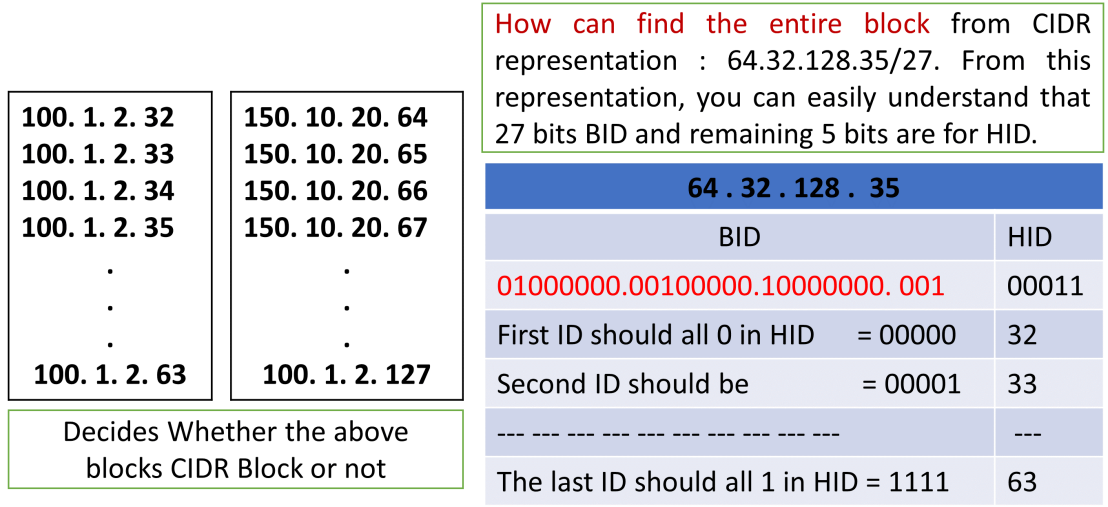 100. 1. 2. 32
100. 1. 2. 33
100. 1. 2. 34
100. 1. 2. 35
.
.
.
100. 1. 2. 63
150. 10. 20. 64
150. 10. 20. 65
150. 10. 20. 66
150. 10. 20. 67
.
.
.
100. 1. 2. 127
Decides Whether the above
blocks CIDR Block or not
How can find the entire block from CIDR
representation : 64.32.128.35/27. From this
representation, you can easily understand that
27 bits BID and remaining 5 bits are for HID.
64 . 32 . 128 . 35
BID HID
01000000.00100000.10000000. 001 00011
First ID should all 0 in HID = 00000 32
Second ID should be = 00001 33
--- --- --- --- --- --- --- --- --- --- ---
The last ID should all 1 in HID = 1111 63